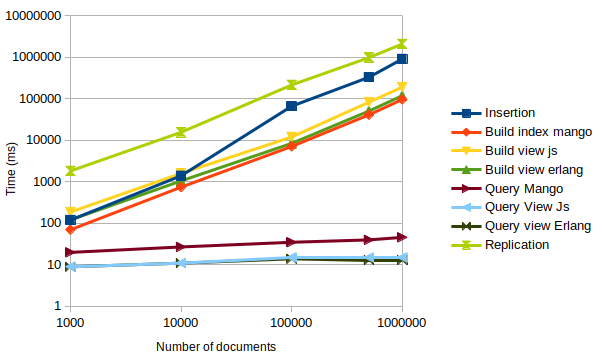 10000000
1000000
100000
10000
1000
100
10
1
Time (ms)
1000
10000
100000
1000000
Number of documents
Insertion
Build index mango
Build view js
Build view erlang
Query Mango
Query View Js
Query view Erlang
Replication